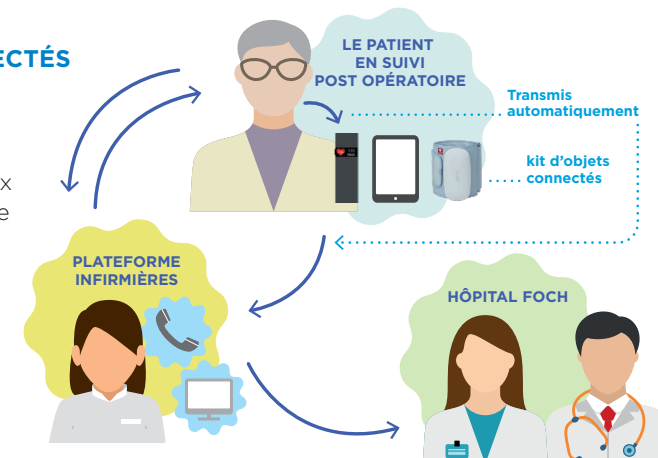 ECTÉS
LE PATIENT
EN SUIVI
POST OPÉRATOIRE
Transmis
automatiquement
kit d'objets
connectés
x
e
PLATEFORME
INFIRMIÈRES
HÔPITAL FOCH